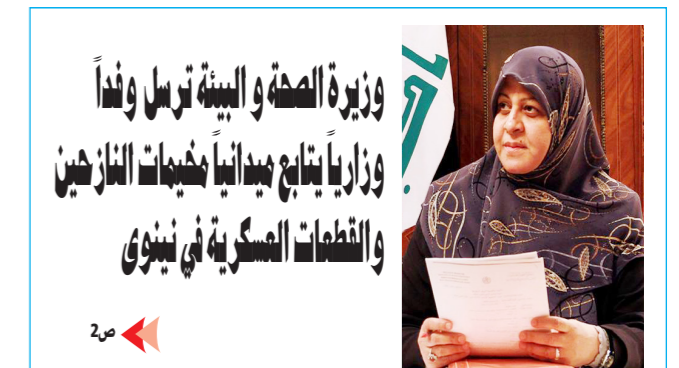 وزيرة الصحة و البيئة ترسل وفداً
وزارياً يتابع ميدانياً مخيمات النازحين
والقطعات العسكرية في نينوى
ص2